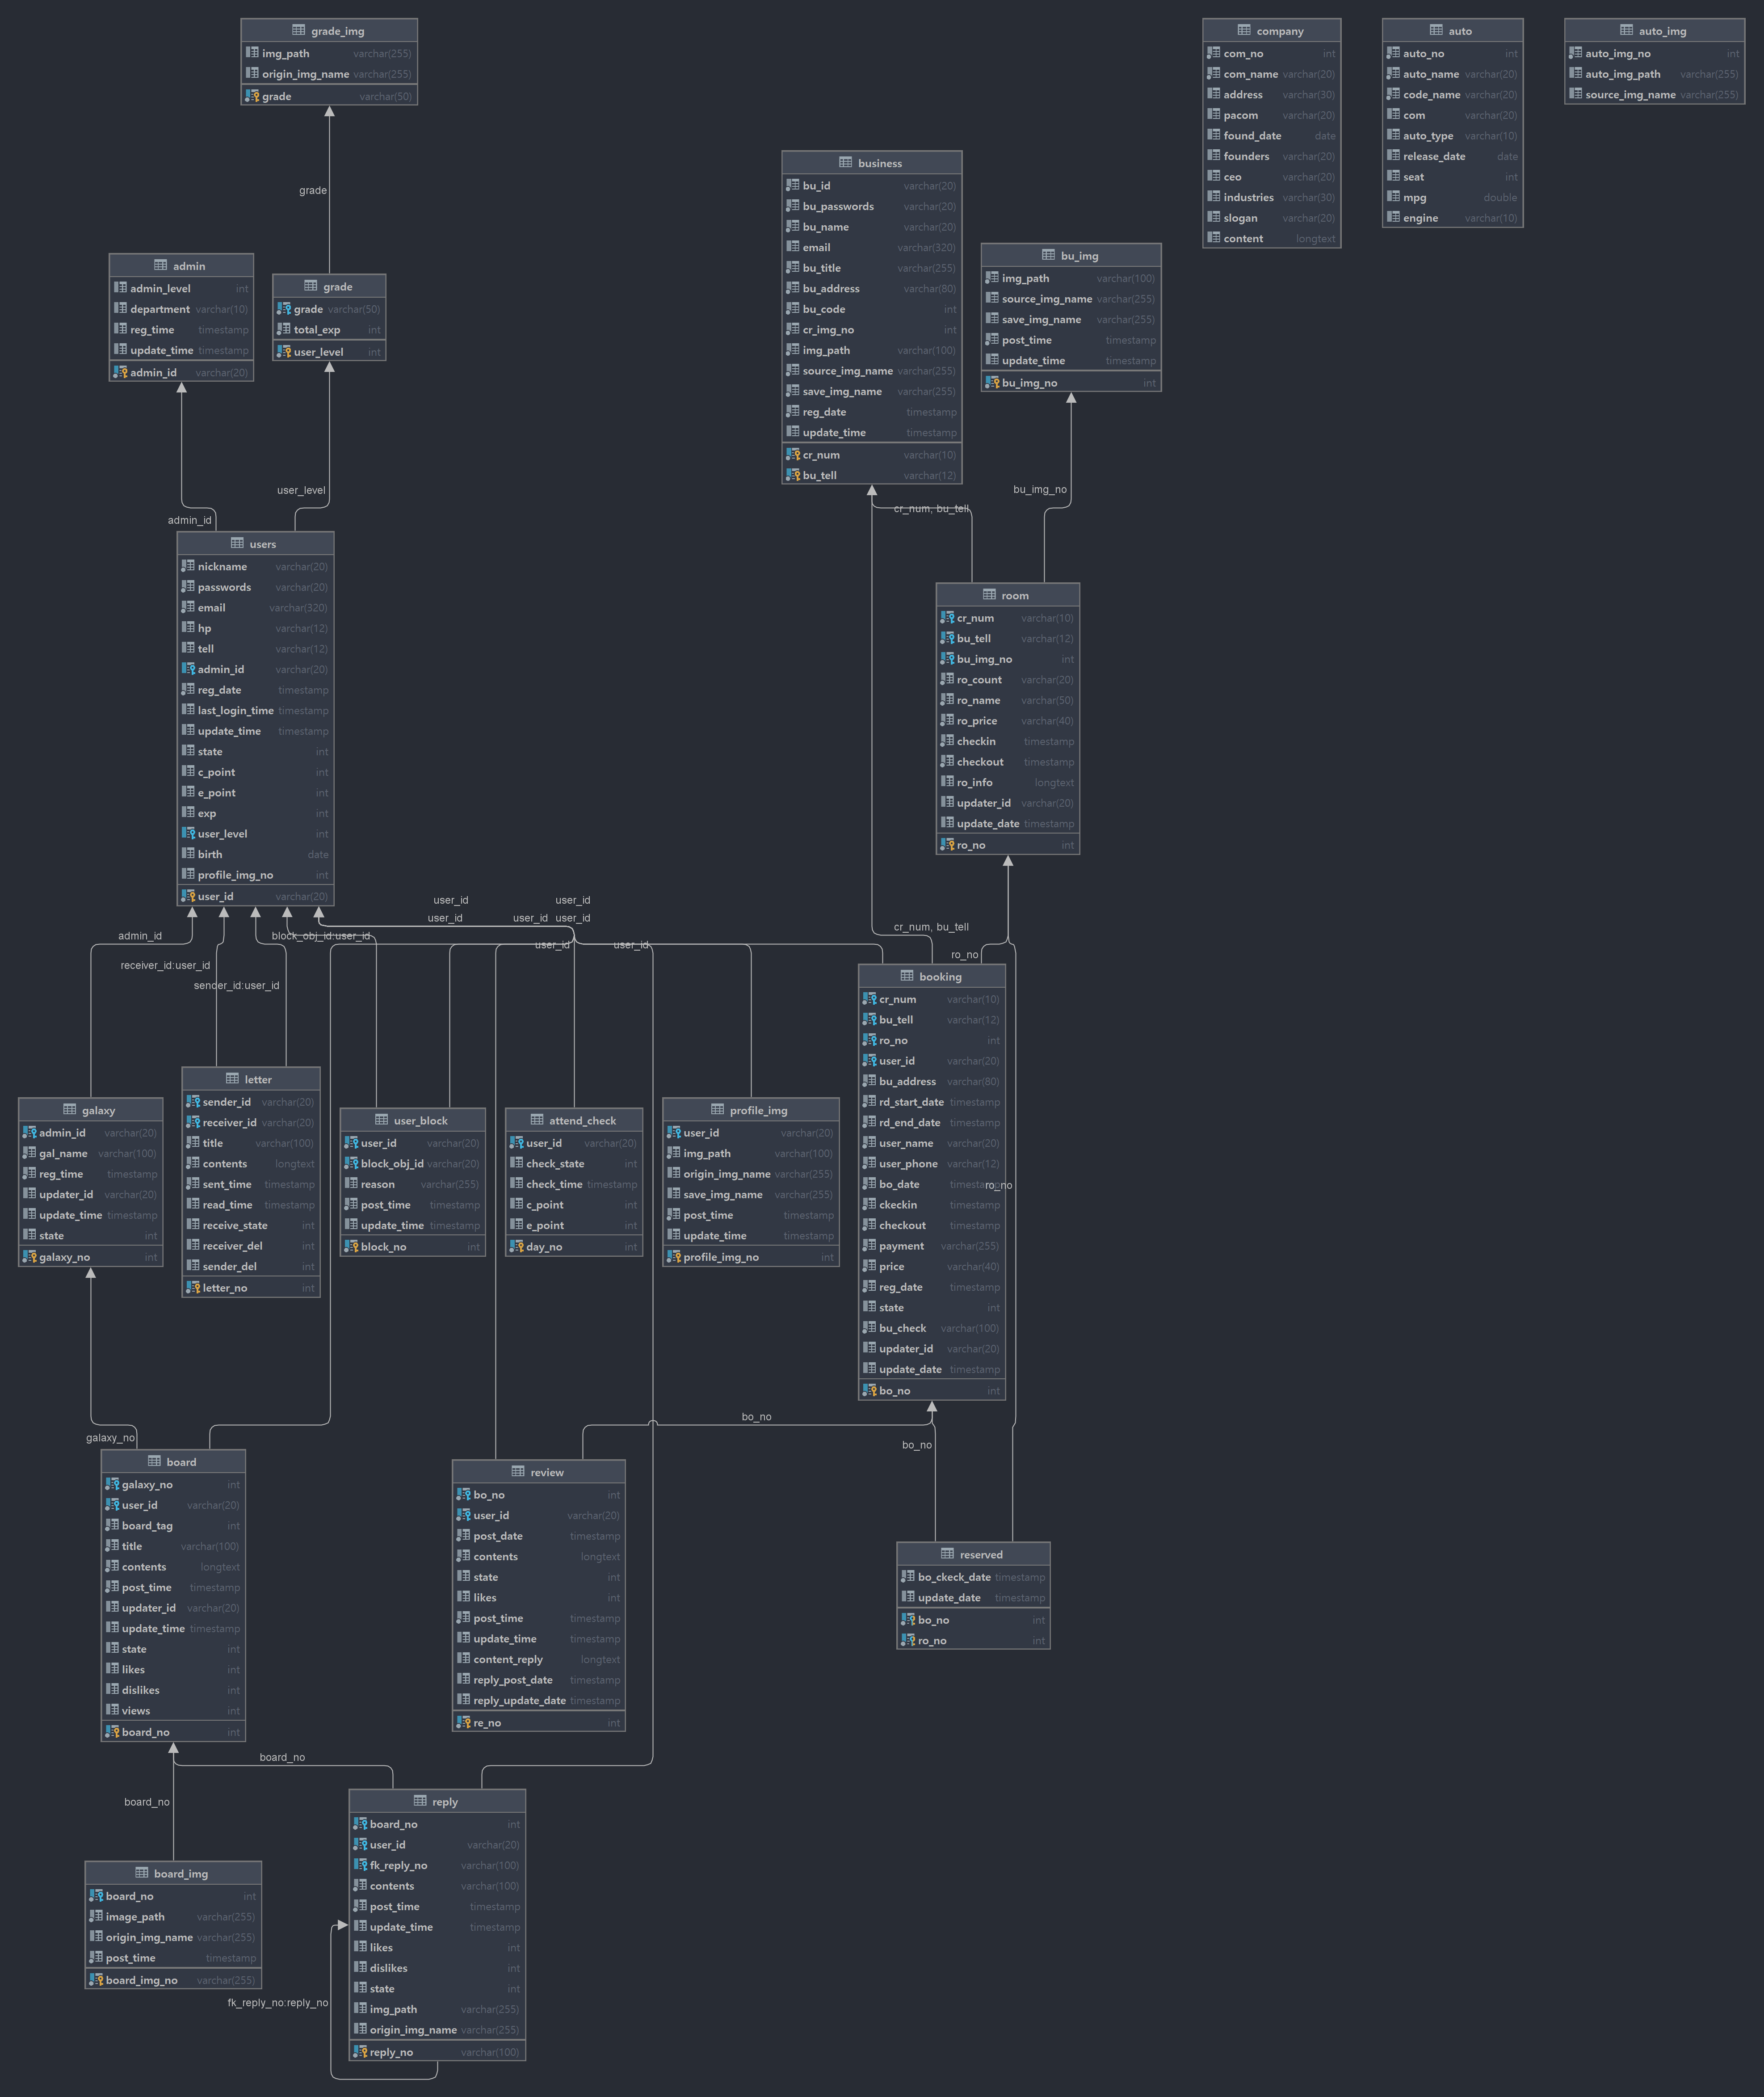 grade_img
img_path varchar(255)
origin_img_name varchar(255)
grade varchar(50)
company
com_no int
com_name varchar(20)
address varchar(30)
pacom varchar(20)
found_date date
founders varchar(20)
ceo varchar(20)
industries varchar(30)
slogan varchar(20)
content longtext
auto
auto_no int
auto_name varchar(20)
code_name varchar(20)
com varchar(20)
auto_type varchar(10)
release_date date
seat int
mpg double
engine varchar(10)
auto_img
auto_img_no int
auto_img_path varchar(255)
source_img_name varchar(255)
grade
business
bu_id varchar(20)
bu_passwords varchar(20)
bu_name varchar(20)
email varchar(320)
bu_title varchar(255)
bu_address varchar(80)
bu_code int
cr_img_no int
img_path varchar(100)
source_img_name varchar(255)
save_img_name varchar(255)
reg_date timestamp
update_time timestamp
cr_num varchar(10)
bu_tell varchar(12)
bu_img
img_path varchar(100)
source_img_name varchar(255)
save_img_name varchar(255)
post_time timestamp
update_time timestamp
bu_img_no int
admin
admin_level int
department varchar(10)
reg_time timestamp
update_time timestamp
admin_id varchar(20)
grade
grade varchar(50)
total_exp int
user_level int
user_level
bu_img_no
cr_num, bu_tell
admin_id
users
nickname varchar(20)
passwords varchar(20)
email varchar(320)
hp varchar(12)
tell varchar(12)
admin_id varchar(20)
reg_date timestamp
last_login_time timestamp
update_time timestamp
state int
c_point int
e_point int
exp int
user_level int
birth date
profile_img_no int
user_id varchar(20)
room
cr_num varchar(10)
bu_tell varchar(12)
bu_img_no int
ro_count varchar(20)
ro_name varchar(50)
ro_price varchar(40)
checkin timestamp
checkout timestamp
ro_info longtext
updater_id varchar(20)
update_date timestamp
ro_no int
user_id
user_id
user_id
user_id
user_id
cr_num, bu_tell
admin_id
block_obj_id:user_id
user_id
user_id
ro_no
receiver_id:user_id
sender_id:user_id
booking
cr_num varchar(10)
bu_tell varchar(12)
ro_no int
user_id varchar(20)
bu_address varchar(80)
rd_start_date timestamp
rd_end_date timestamp
user_name varchar(20)
user_phone varchar(12)
bo_date timestamp
ckeckin timestamp
checkout timestamp
payment varchar(255)
price varchar(40)
reg_date timestamp
state int
bu_check varchar(100)
updater_id varchar(20)
update_date timestamp
bo_no int
ro_no
galaxy
admin_id varchar(20)
gal_name varchar(100)
reg_time timestamp
updater_id varchar(20)
update_time timestamp
state int
galaxy_no int
letter
sender_id varchar(20)
receiver_id varchar(20)
title varchar(100)
contents longtext
sent_time timestamp
read_time timestamp
receive_state int
receiver_del int
sender_del int
letter_no int
user_block
user_id varchar(20)
block_obj_id varchar(20)
reason varchar(255)
post_time timestamp
update_time timestamp
block_no int
attend_check
user_id varchar(20)
check_state int
check_time timestamp
c_point int
e_point int
day_no int
profile_img
user_id varchar(20)
img_path varchar(100)
origin_img_name varchar(255)
save_img_name varchar(255)
post_time timestamp
update_time timestamp
profile_img_no int
bo_no
galaxy_no
bo_no
board
galaxy_no int
user_id varchar(20)
board_tag int
title varchar(100)
contents longtext
post_time timestamp
updater_id varchar(20)
update_time timestamp
state int
likes int
dislikes int
views int
board_no int
review
bo_no int
user_id varchar(20)
post_date timestamp
contents longtext
state int
likes int
post_time timestamp
update_time timestamp
content_reply longtext
reply_post_date timestamp
reply_update_date timestamp
re_no int
reserved
bo_ckeck_date timestamp
update_date timestamp
bo_no int
ro_no int
board_no
board_no
reply
board_no int
user_id varchar(20)
fk_reply_no varchar(100)
contents varchar(100)
post_time timestamp
update_time timestamp
likes int
dislikes int
state int
img_path varchar(255)
origin_img_name varchar(255)
reply_no varchar(100)
board_img
board_no int
image_path varchar(255)
origin_img_name varchar(255)
post_time timestamp
board_img_no varchar(255)
fk_reply_no:reply_no